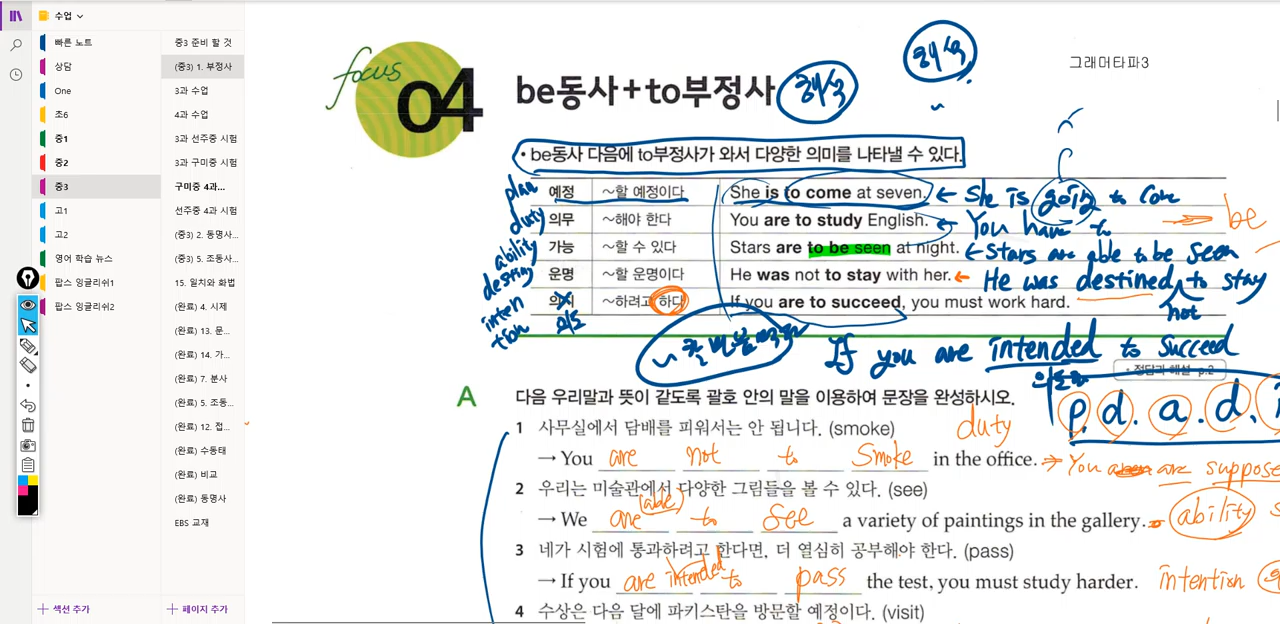 수업
빠른 노트
상담
One
초6
중1
중2
중3
고1
고2
영어 학습 뉴스
팝스 잉글리쉬1
팝스 잉글리쉬2
섹션 추가
중3 준비 할 것
(중3) 1. 부정사
3과 수업
4과 수업
3과 선주중 시험
3과 구미중 시험
구미중 4과...
선주중 4과 시험
(중3) 2. 동명사...
(중3) 5. 조동사...
15. 일치와 화법
(완료) 4. 시제
(완료) 13. 문...
(완료) 14. 가...
(완료) 7. 분사
(완료) 5. 조동...
(완료) 12. 접...
(완료) 수동태
(완료) 비교
(완료) 동명사
EBS 교재
페이지 추가
해석
그래머타파3
focus
04 be동사+to부정사 해석
• be동사 다음에 to부정사가 와서 다양한 의미를 나타낼 수 있다.
plan 예정 ~할 예정이다 She is to come at seven. ← She is going to come
duty 의무 ~해야 한다 You are to study English. ← You have to be
ability 가능 ~할 수 있다 Stars are to be seen at night. ← Stars are able to be seen
destiny 운명 ~할 운명이다 He was not to stay with her. ← He was destined to stay
not
intention 의지 ~하려고 하다 If you are to succeed, you must work hard.
의도
If you are intended to succeed
• 정답과 해설 p.2
p.d.a.d.i
A 다음 우리말과 뜻이 같도록 괄호 안의 말을 이용하여 문장을 완성하시오.
1 사무실에서 담배를 피워서는 안 됩니다. (smoke) duty
→ You are not to smoke in the office. → You are suppose
2 우리는 미술관에서 다양한 그림들을 볼 수 있다. (see)
(able)
→ We are to see a variety of paintings in the gallery. ability
3 네가 시험에 통과하려고 한다면, 더 열심히 공부해야 한다. (pass)
→ If you are intended to pass the test, you must study harder. intention
4 수상은 다음 달에 파키스탄을 방문할 예정이다. (visit)